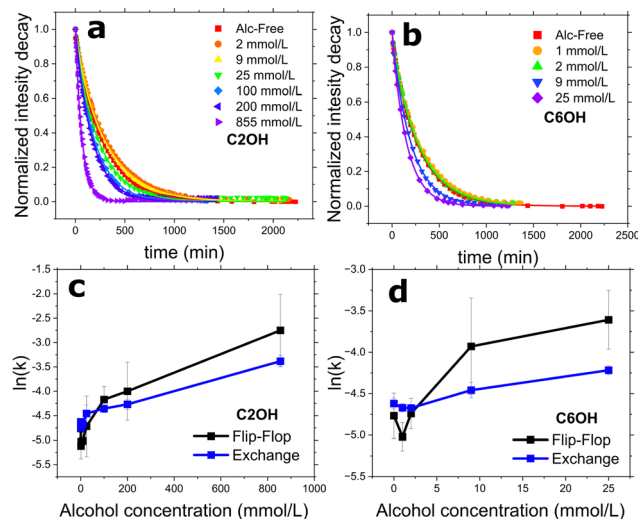 a
Normalized intesity decay
1.0
0.8
0.6
0.4
0.2
0.0
0
500
1000
1500
2000
time (min)
Alc-Free
2 mmol/L
9 mmol/L
25 mmol/L
100 mmol/L
200 mmol/L
855 mmol/L
C2OH
b
Normalized intesity decay
1.0
0.8
0.6
0.4
0.2
0.0
0
500
1000
1500
2000
2500
time (min)
Alc-Free
1 mmol/L
2 mmol/L
9 mmol/L
25 mmol/L
C6OH
c
ln(k)
-1.5
-2.0
-2.5
-3.0
-3.5
-4.0
-4.5
-5.0
-5.5
0
200
400
600
800
1000
Alcohol concentration (mmol/L)
C2OH
Flip-Flop
Exchange
d
ln(k)
-3.0
-3.5
-4.0
-4.5
-5.0
-5.5
0
5
10
15
20
25
Alcohol concentration (mmol/L)
C6OH
Flip-Flop
Exchange